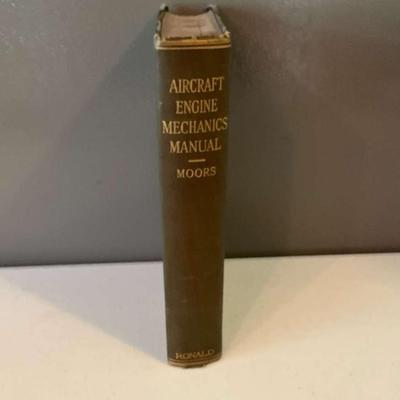 AIRCRAFT
ENGINE
MECHANICS
MANUAL
MOORS
RONALD